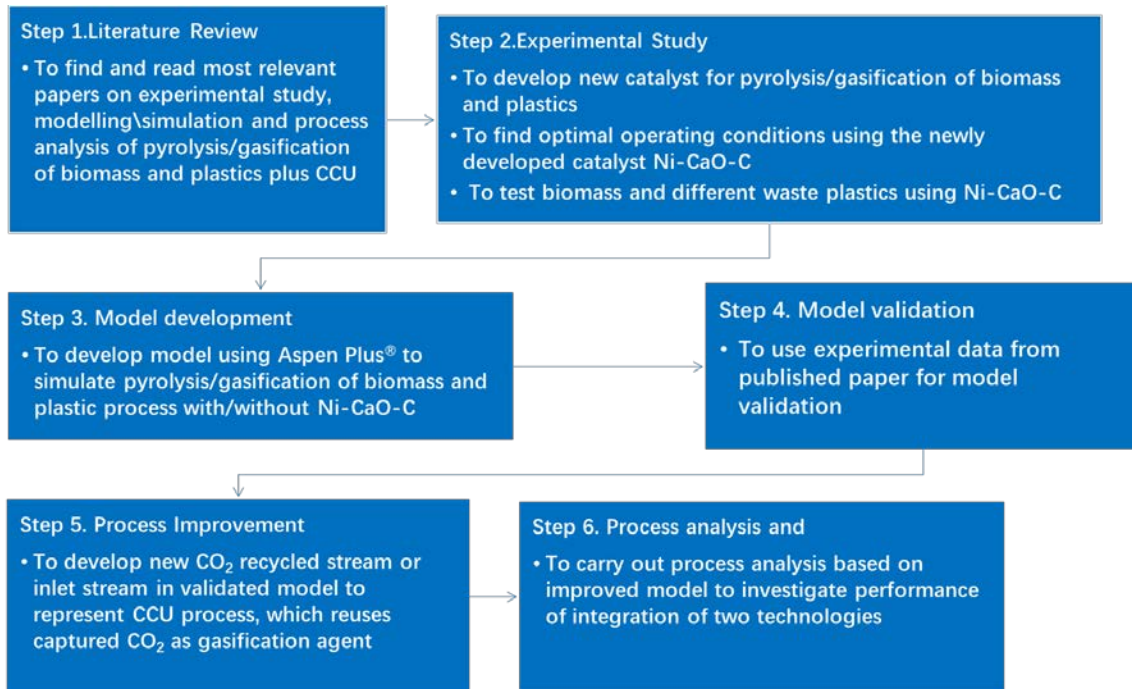 Step 1.Literature Review
• To find and read most relevant
papers on experimental study,
modelling\simulation and process
analysis of pyrolysis/gasification
of biomass and plastics plus CCU
Step 2.Experimental Study
• To develop new catalyst for pyrolysis/gasification of biomass
and plastics
• To find optimal operating conditions using the newly
developed catalyst Ni-CaO-C
• To test biomass and different waste plastics using Ni-CaO-C
Step 3. Model development
• To develop model using Aspen Plus® to
simulate pyrolysis/gasification of biomass and
plastic process with/without Ni-CaO-C
Step 4. Model validation
• To use experimental data from
published paper for model
validation
Step 5. Process Improvement
• To develop new CO₂ recycled stream or
inlet stream in validated model to
represent CCU process, which reuses
captured CO₂ as gasification agent
Step 6. Process analysis and
• To carry out process analysis based on
improved model to investigate performance
of integration of two technologies